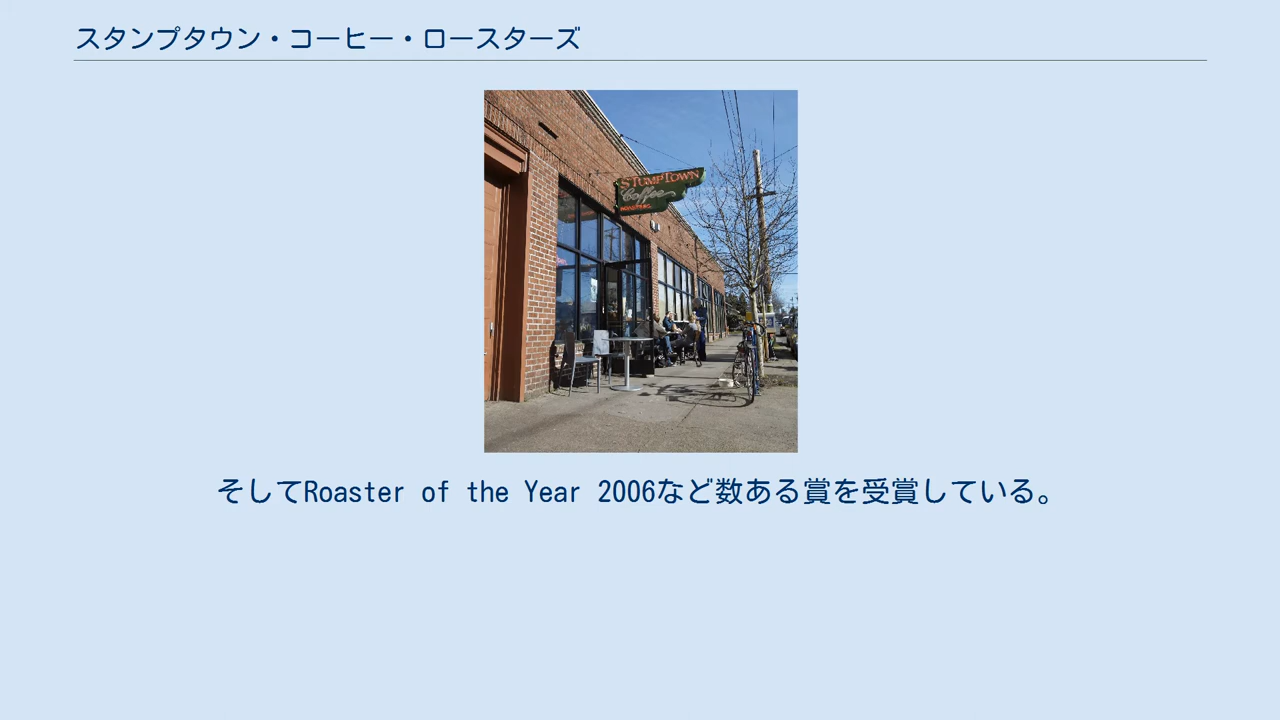 スタンプタウン・コーヒー・ロースターズ
STUMPTOWN
Coffee
ROASTERS
そしてRoaster of the Year 2006など数ある賞を受賞している。